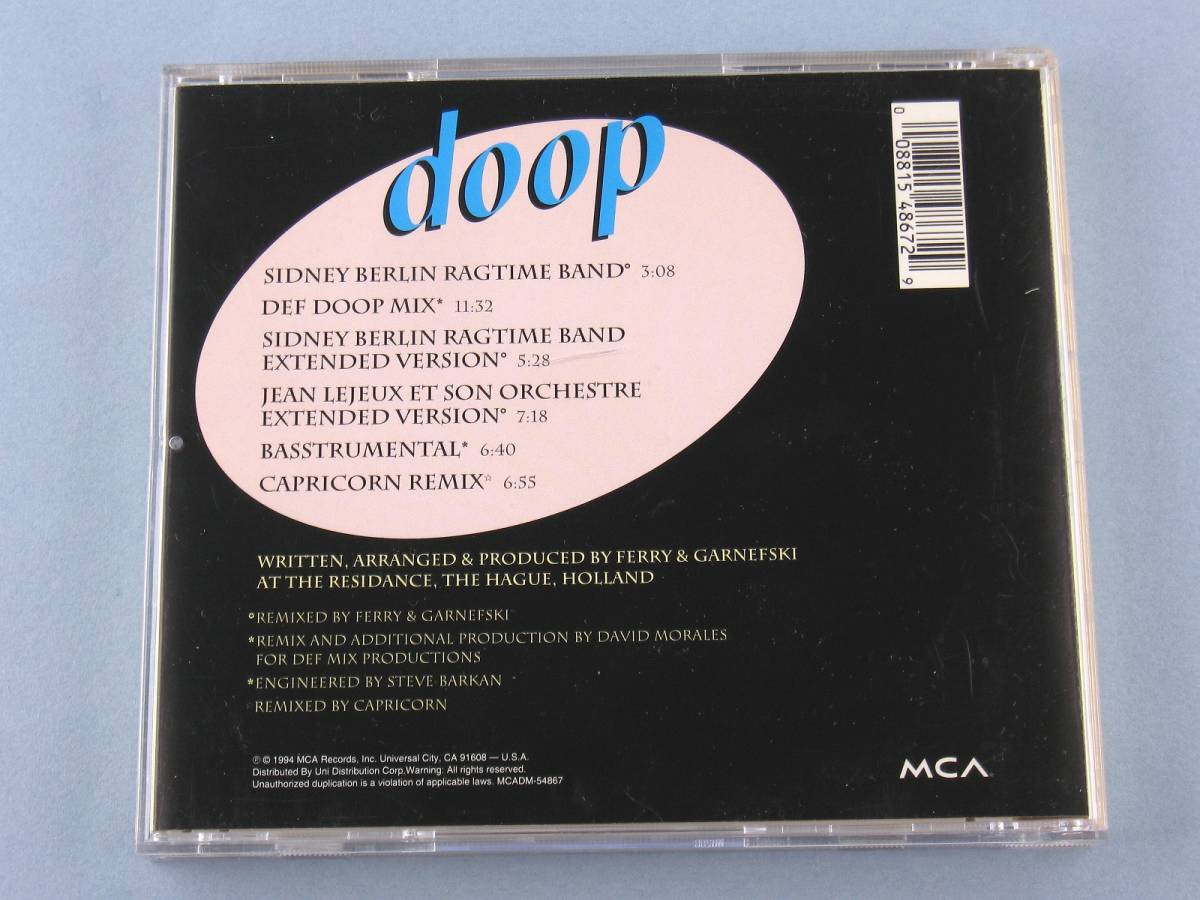 doop
SIDNEY BERLIN RAGTIME BAND° 3:08
DEF DOOP MIX* 11:32
SIDNEY BERLIN RAGTIME BAND
EXTENDED VERSION° 5:28
JEAN LEJEUX ET SON ORCHESTRE
EXTENDED VERSION° 7:18
BASSTRUMENTAL* 6:40
CAPRICORN REMIX☆ 6:55
WRITTEN, ARRANGED & PRODUCED BY FERRY & GARNEFSKI
AT THE RESIDANCE, THE HAGUE, HOLLAND
°REMIXED BY FERRY & GARNEFSKI
*REMIX AND ADDITIONAL PRODUCTION BY DAVID MORALES
FOR DEF MIX PRODUCTIONS
*ENGINEERED BY STEVE BARKAN
☆REMIXED BY CAPRICORN
℗ © 1994 MCA Records, Inc. Universal City, CA 91608 — U.S.A.
Distributed By Uni Distribution Corp.Warning: All rights reserved.
Unauthorized duplication is a violation of applicable laws. MCADM-54867
0 08815 48672 9
MCA